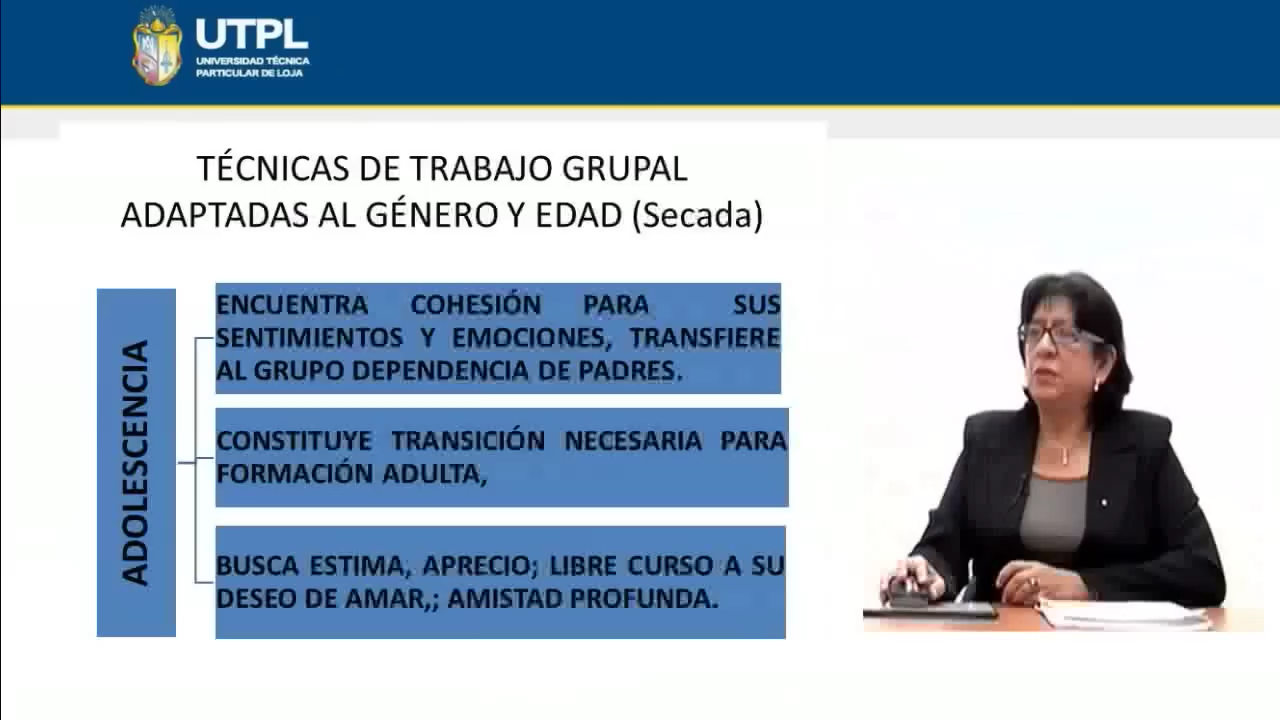 UTPL
UNIVERSIDAD TÉCNICA
PARTICULAR DE LOJA
TÉCNICAS DE TRABAJO GRUPAL
ADAPTADAS AL GÉNERO Y EDAD (Secada)
ADOLESCENCIA
ENCUENTRA COHESIÓN PARA SUS
SENTIMIENTOS Y EMOCIONES, TRANSFIERE
AL GRUPO DEPENDENCIA DE PADRES.
CONSTITUYE TRANSICIÓN NECESARIA PARA
FORMACIÓN ADULTA,
BUSCA ESTIMA, APRECIO; LIBRE CURSO A SU
DESEO DE AMAR,; AMISTAD PROFUNDA.